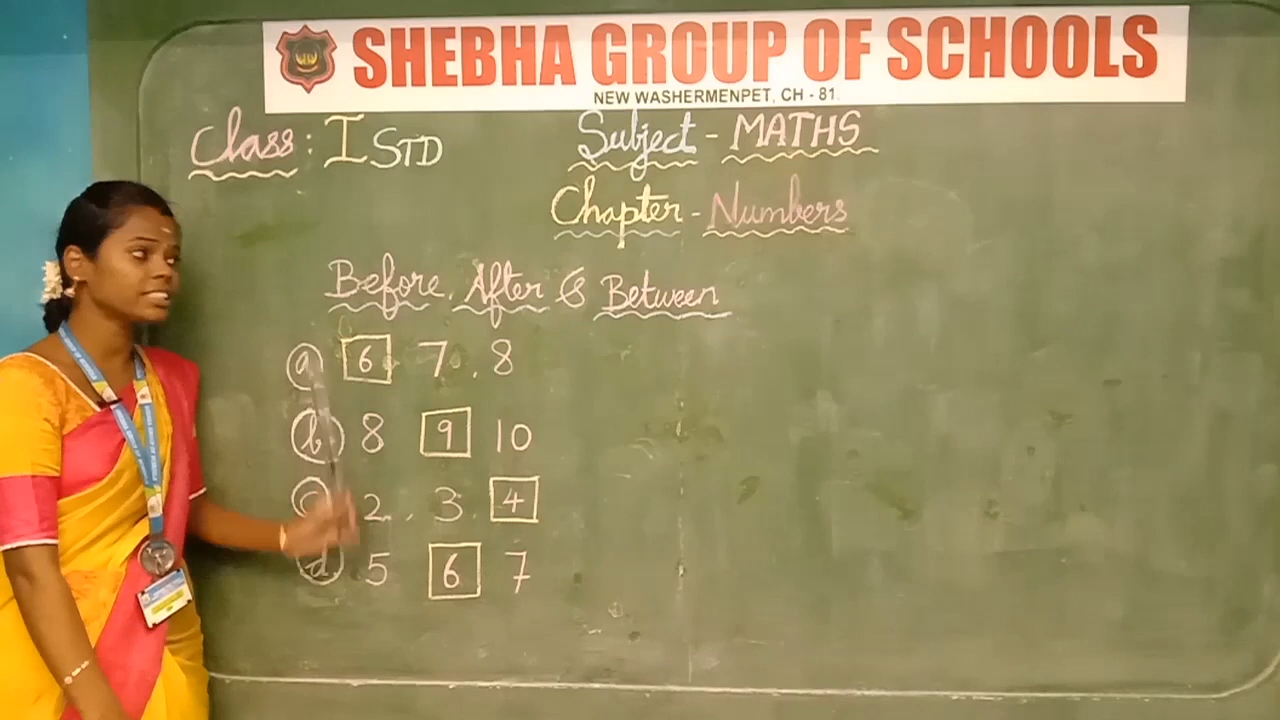 SHEBHA GROUP OF SCHOOLS
NEW WASHERMENPET, CH - 81.
Class : I STD
Subject - MATHS
Chapter - Numbers
Before, After & Between
a 6 7 . 8
b 8 9 10
c 2 . 3 . 4
d 5 6 7